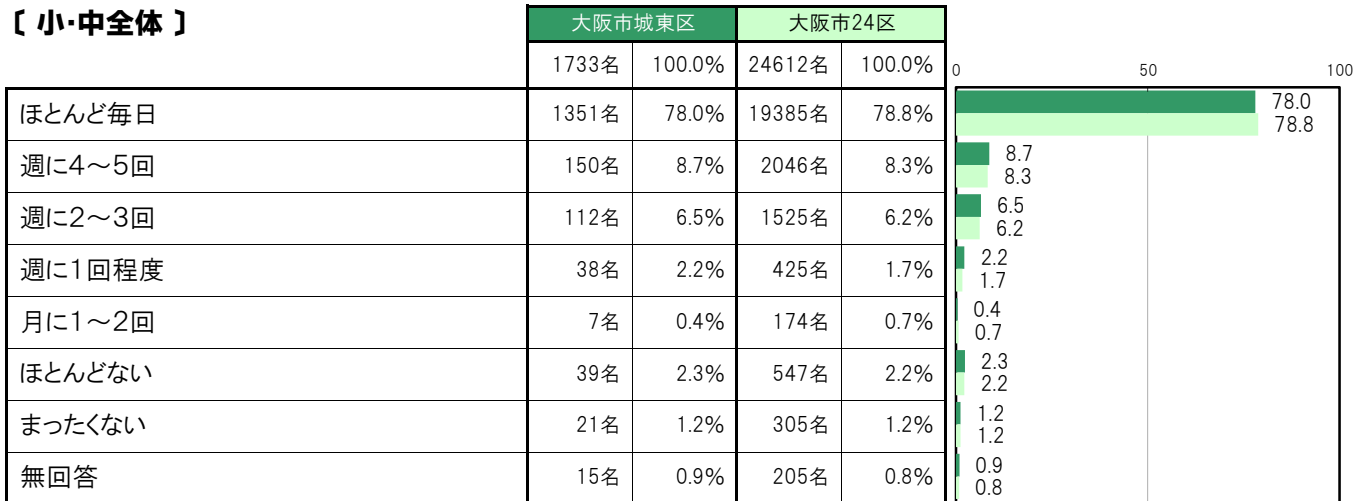 〔 小・中全体 〕
大阪市城東区 大阪市24区
1733名 100.0% 24612名 100.0%
0 50 100
ほとんど毎日 1351名 78.0% 19385名 78.8% 78.0
78.8
週に4～5回 150名 8.7% 2046名 8.3% 8.7
8.3
週に2～3回 112名 6.5% 1525名 6.2% 6.5
6.2
週に1回程度 38名 2.2% 425名 1.7% 2.2
1.7
月に1～2回 7名 0.4% 174名 0.7% 0.4
0.7
ほとんどない 39名 2.3% 547名 2.2% 2.3
2.2
まったくない 21名 1.2% 305名 1.2% 1.2
1.2
無回答 15名 0.9% 205名 0.8% 0.9
0.8